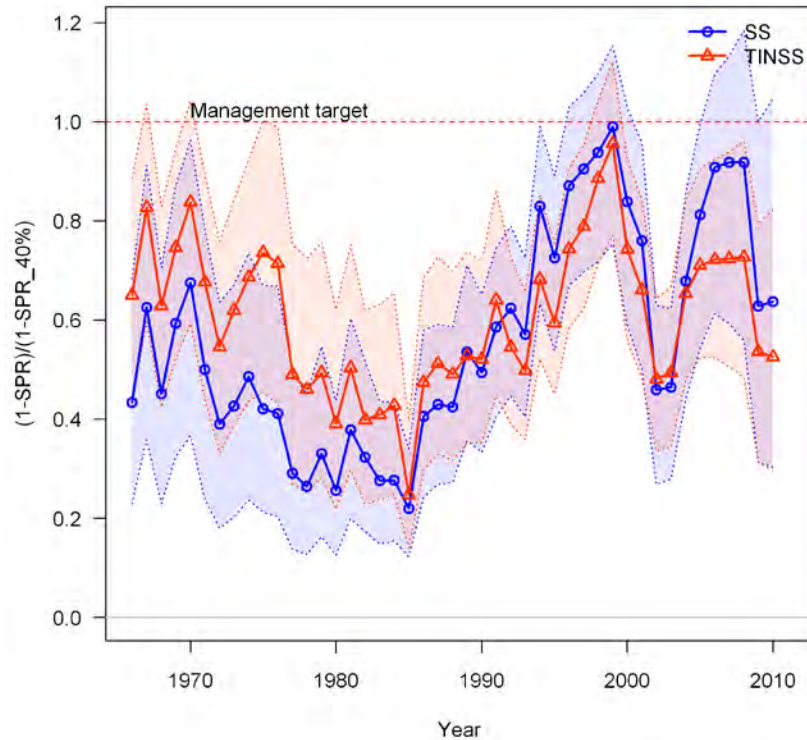 SS
TINSS
Management target
(1-SPR)/(1-SPR_40%)
1.2
1.0
0.8
0.6
0.4
0.2
0.0
1970
1980
1990
2000
2010
Year